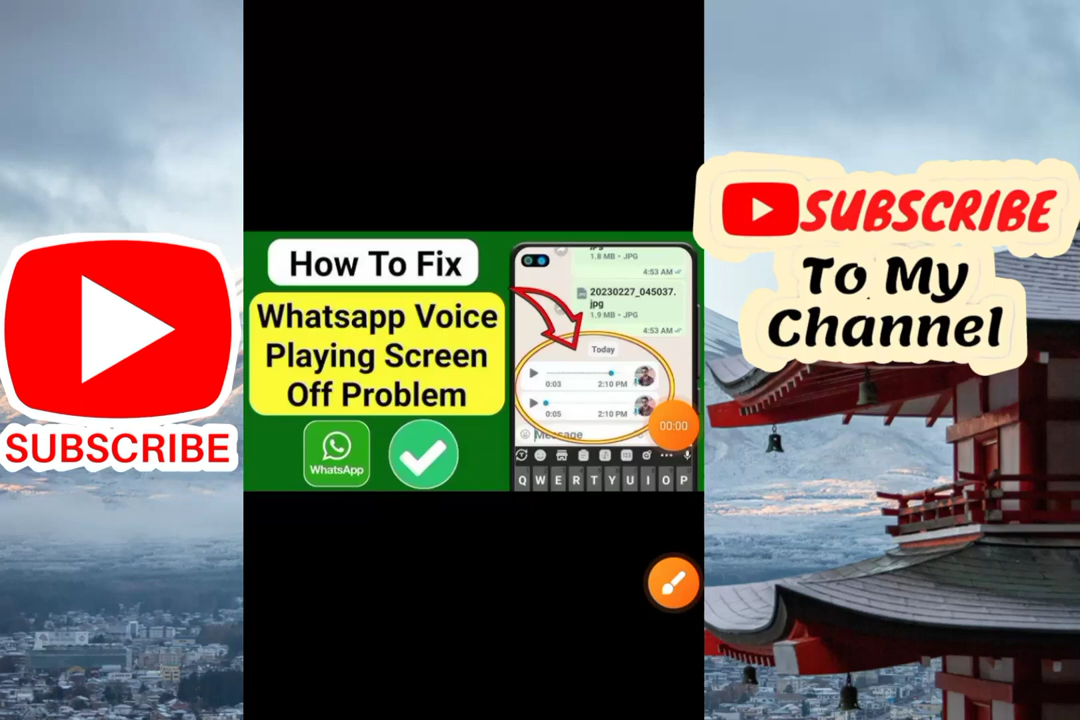 SUBSCRIBE
How To Fix
Whatsapp Voice
Playing Screen
Off Problem
WhatsApp
1.8 MB • JPG
4:53 AM
20230227_045037.
jpg
1.9 MB • JPG
4:53 AM
Today
0:03 2:10 PM
0:05 2:10 PM
00:00
Message
Q W E R T Y U I O P
SUBSCRIBE
To My
Channel